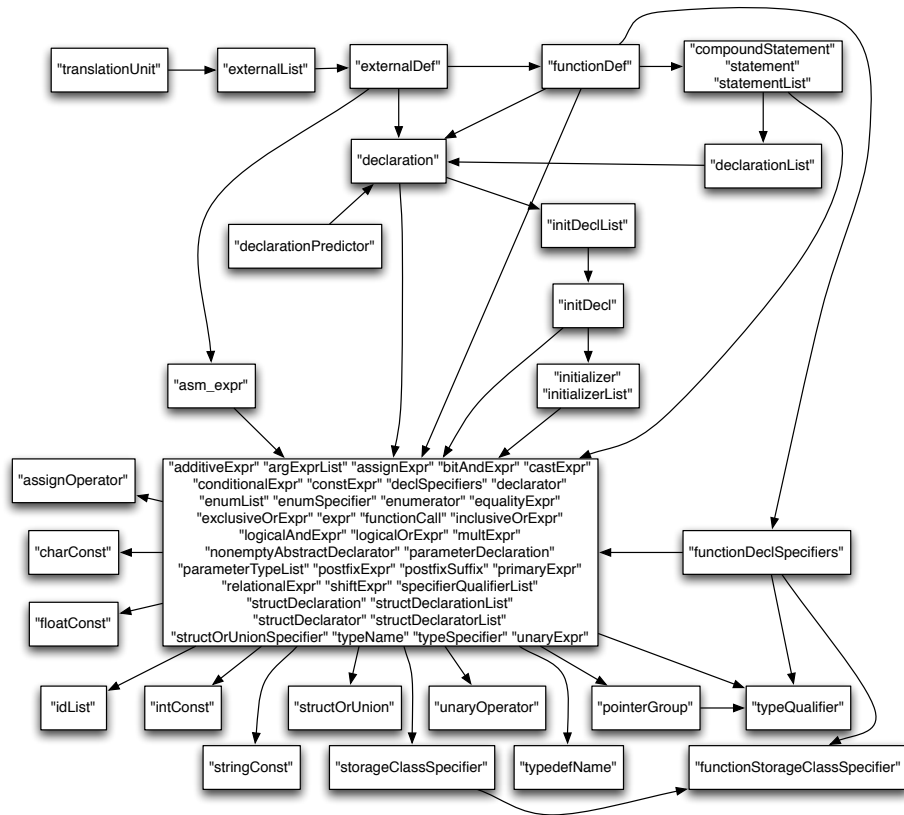 "translationUnit"
"externalList"
"externalDef"
"functionDef"
"compoundStatement"
"statement"
"statementList"
"declaration"
"declarationList"
"declarationPredictor"
"initDeclList"
"initDecl"
"asm_expr"
"initializer"
"initializerList"
"additiveExpr" "argExprList" "assignExpr" "bitAndExpr" "castExpr"
"conditionalExpr" "constExpr" "declSpecifiers" "declarator"
"enumList" "enumSpecifier" "enumerator" "equalityExpr"
"exclusiveOrExpr" "expr" "functionCall" "inclusiveOrExpr"
"logicalAndExpr" "logicalOrExpr" "multExpr"
"nonemptyAbstractDeclarator" "parameterDeclaration"
"parameterTypeList" "postfixExpr" "postfixSuffix" "primaryExpr"
"relationalExpr" "shiftExpr" "specifierQualifierList"
"structDeclaration" "structDeclarationList"
"structDeclarator" "structDeclaratorList"
"structOrUnionSpecifier" "typeName" "typeSpecifier" "unaryExpr"
"assignOperator"
"charConst"
"floatConst"
"functionDeclSpecifiers"
"idList"
"intConst"
"structOrUnion"
"unaryOperator"
"pointerGroup"
"typeQualifier"
"stringConst"
"storageClassSpecifier"
"typedefName"
"functionStorageClassSpecifier"